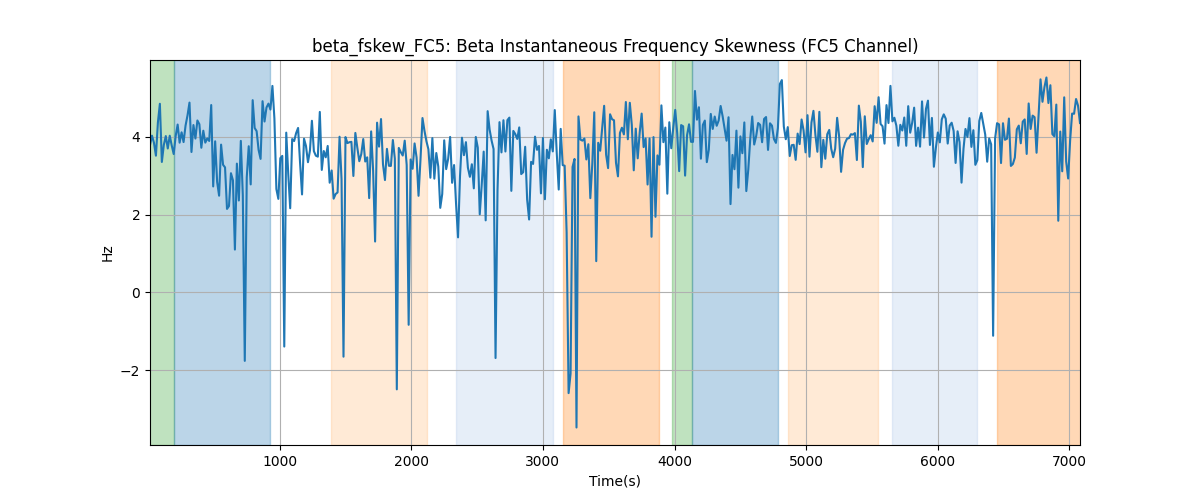 beta_fskew_FC5: Beta Instantaneous Frequency Skewness (FC5 Channel)
Hz
4
2
0
−2
1000 2000 3000 4000 5000 6000 7000
Time(s)